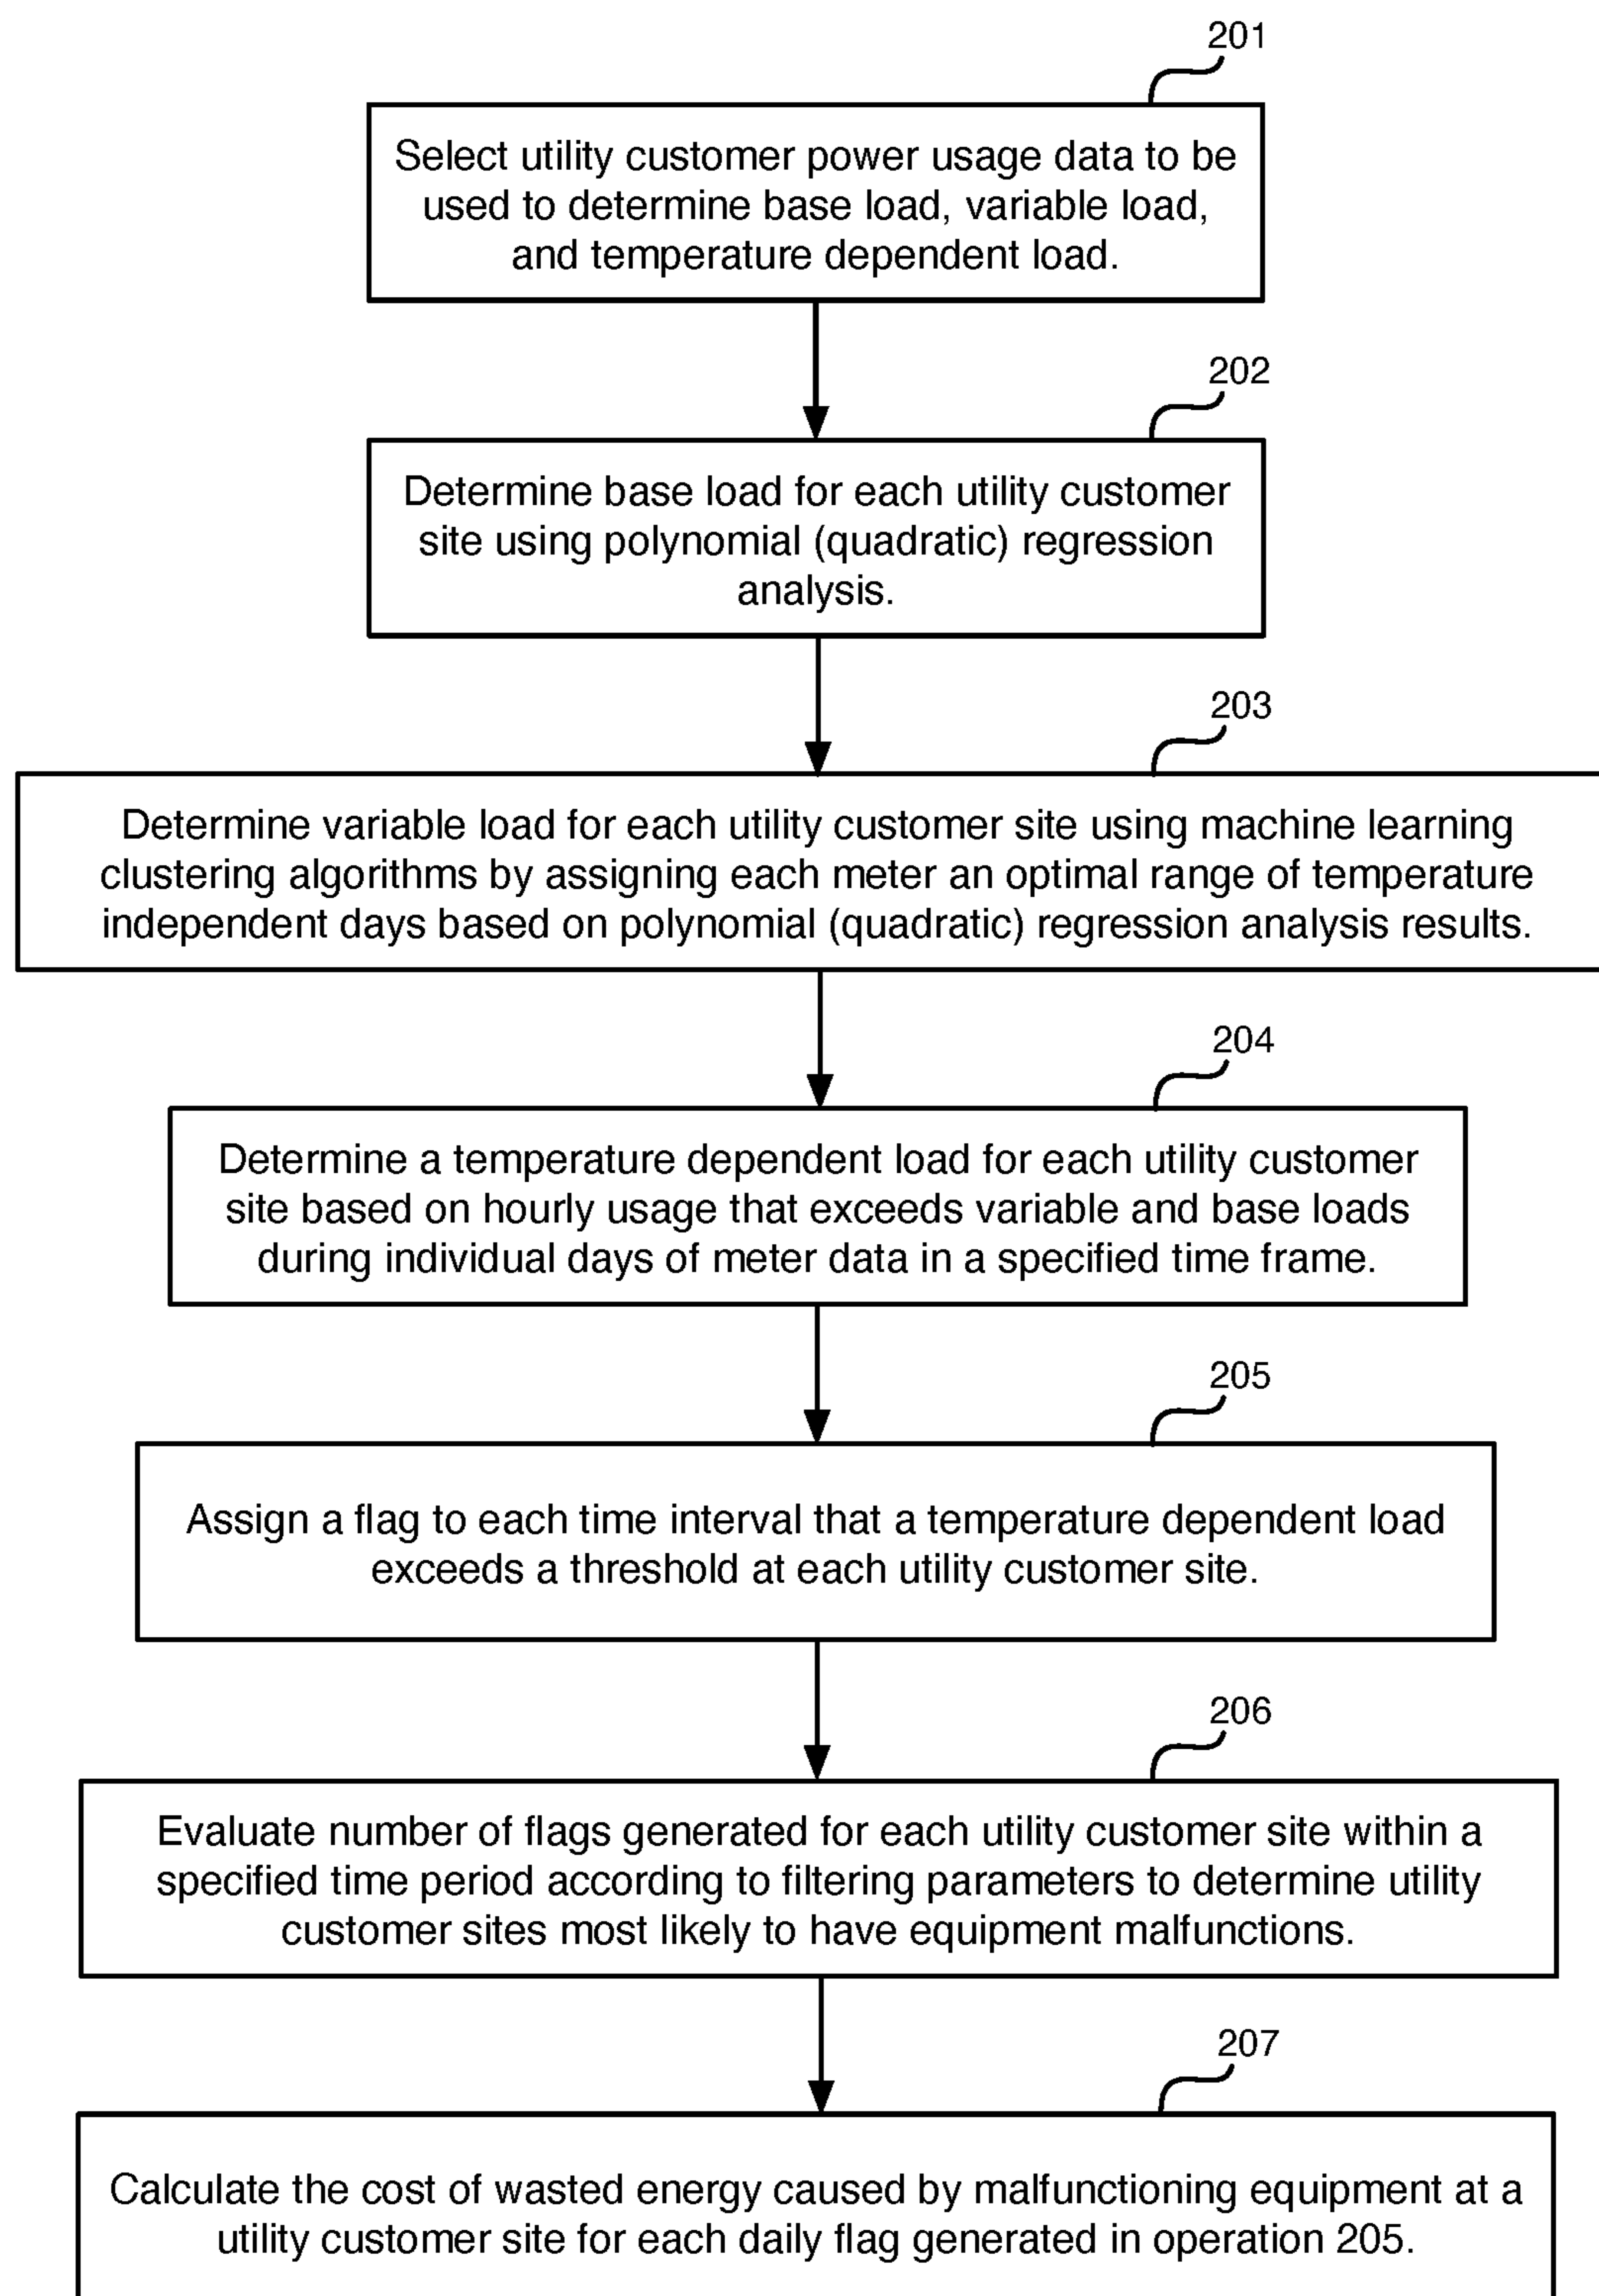 201
Select utility customer power usage data to be
used to determine base load, variable load,
and temperature dependent load.
202
Determine base load for each utility customer
site using polynomial (quadratic) regression
analysis.
203
Determine variable load for each utility customer site using machine learning
clustering algorithms by assigning each meter an optimal range of temperature
independent days based on polynomial (quadratic) regression analysis results.
204
Determine a temperature dependent load for each utility customer
site based on hourly usage that exceeds variable and base loads
during individual days of meter data in a specified time frame.
205
Assign a flag to each time interval that a temperature dependent load
exceeds a threshold at each utility customer site.
206
Evaluate number of flags generated for each utility customer site within a
specified time period according to filtering parameters to determine utility
customer sites most likely to have equipment malfunctions.
207
Calculate the cost of wasted energy caused by malfunctioning equipment at a
utility customer site for each daily flag generated in operation 205.